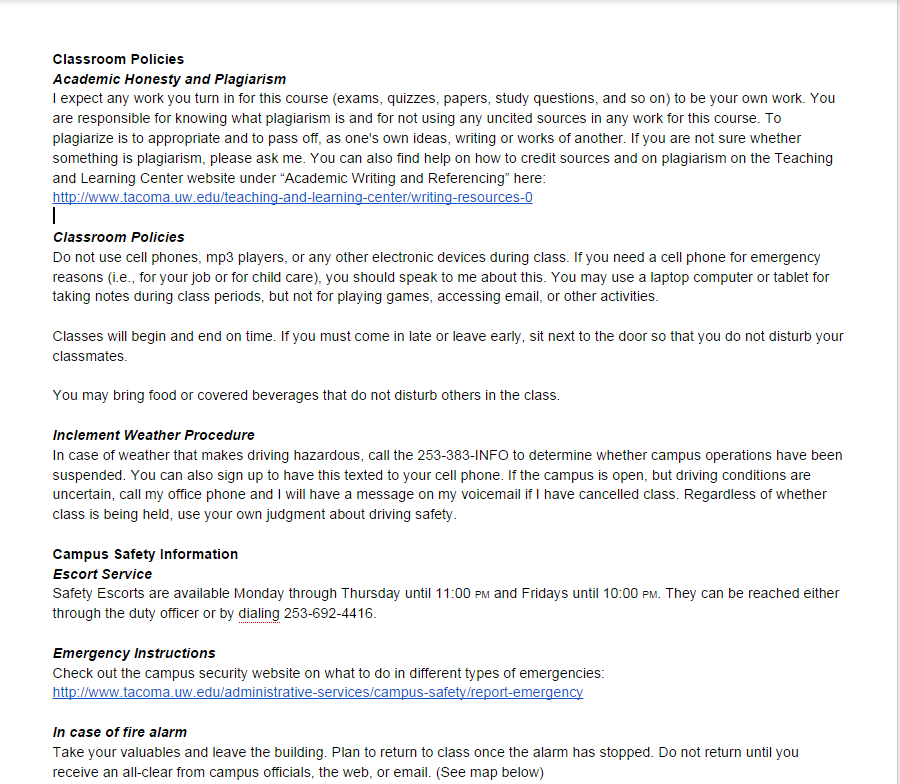 Classroom Policies
Academic Honesty and Plagiarism
I expect any work you turn in for this course (exams, quizzes, papers, study questions, and so on) to be your own work. You
are responsible for knowing what plagiarism is and for not using any uncited sources in any work for this course. To
plagiarize is to appropriate and to pass off, as one's own ideas, writing or works of another. If you are not sure whether
something is plagiarism, please ask me. You can also find help on how to credit sources and on plagiarism on the Teaching
and Learning Center website under “Academic Writing and Referencing” here:
http://www.tacoma.uw.edu/teaching-and-learning-center/writing-resources-0
Classroom Policies
Do not use cell phones, mp3 players, or any other electronic devices during class. If you need a cell phone for emergency
reasons (i.e., for your job or for child care), you should speak to me about this. You may use a laptop computer or tablet for
taking notes during class periods, but not for playing games, accessing email, or other activities.
Classes will begin and end on time. If you must come in late or leave early, sit next to the door so that you do not disturb your
classmates.
You may bring food or covered beverages that do not disturb others in the class.
Inclement Weather Procedure
In case of weather that makes driving hazardous, call the 253-383-INFO to determine whether campus operations have been
suspended. You can also sign up to have this texted to your cell phone. If the campus is open, but driving conditions are
uncertain, call my office phone and I will have a message on my voicemail if I have cancelled class. Regardless of whether
class is being held, use your own judgment about driving safety.
Campus Safety Information
Escort Service
Safety Escorts are available Monday through Thursday until 11:00 PM and Fridays until 10:00 PM. They can be reached either
through the duty officer or by dialing 253-692-4416.
Emergency Instructions
Check out the campus security website on what to do in different types of emergencies:
http://www.tacoma.uw.edu/administrative-services/campus-safety/report-emergency
In case of fire alarm
Take your valuables and leave the building. Plan to return to class once the alarm has stopped. Do not return until you
receive an all-clear from campus officials, the web, or email. (See map below)